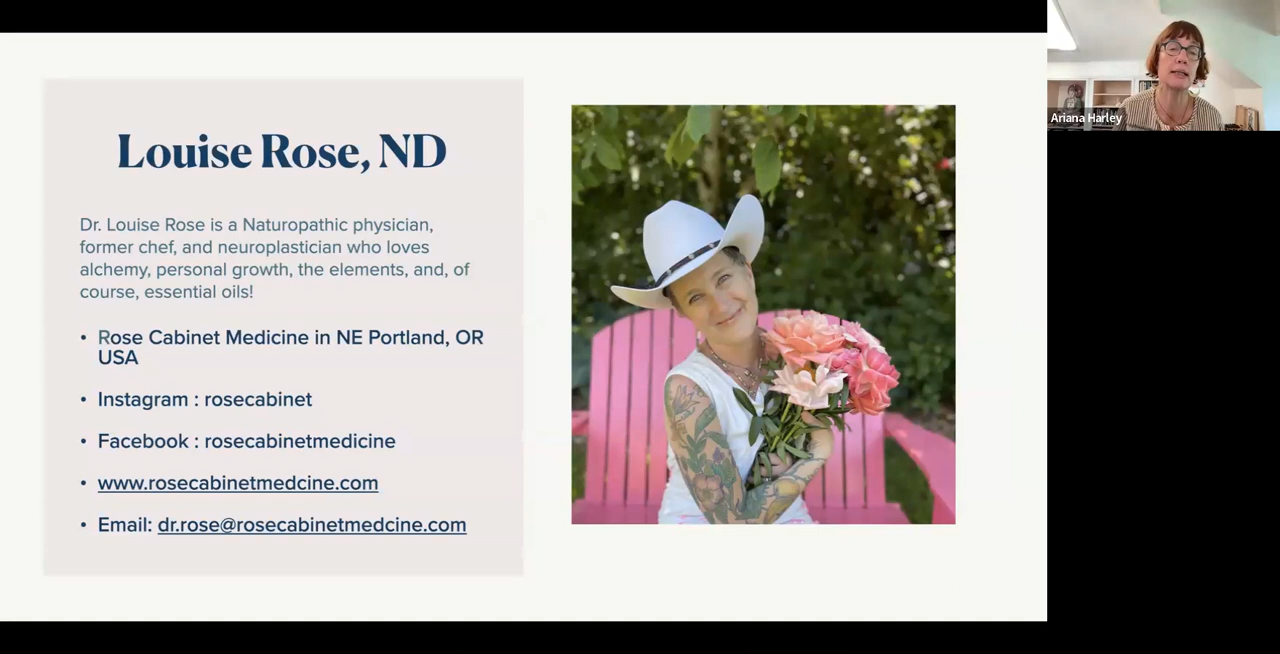 Louise Rose, ND
Dr. Louise Rose is a Naturopathic physician,
former chef, and neuroplastician who loves
alchemy, personal growth, the elements, and, of
course, essential oils!
• Rose Cabinet Medicine in NE Portland, OR
USA
• Instagram : rosecabinet
• Facebook : rosecabinetmedicine
• www.rosecabinetmedcine.com
• Email: dr.rose@rosecabinetmedcine.com
Ariana Harley